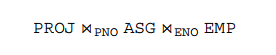 PROJ ⋈PNO ASG ⋈ENO EMP